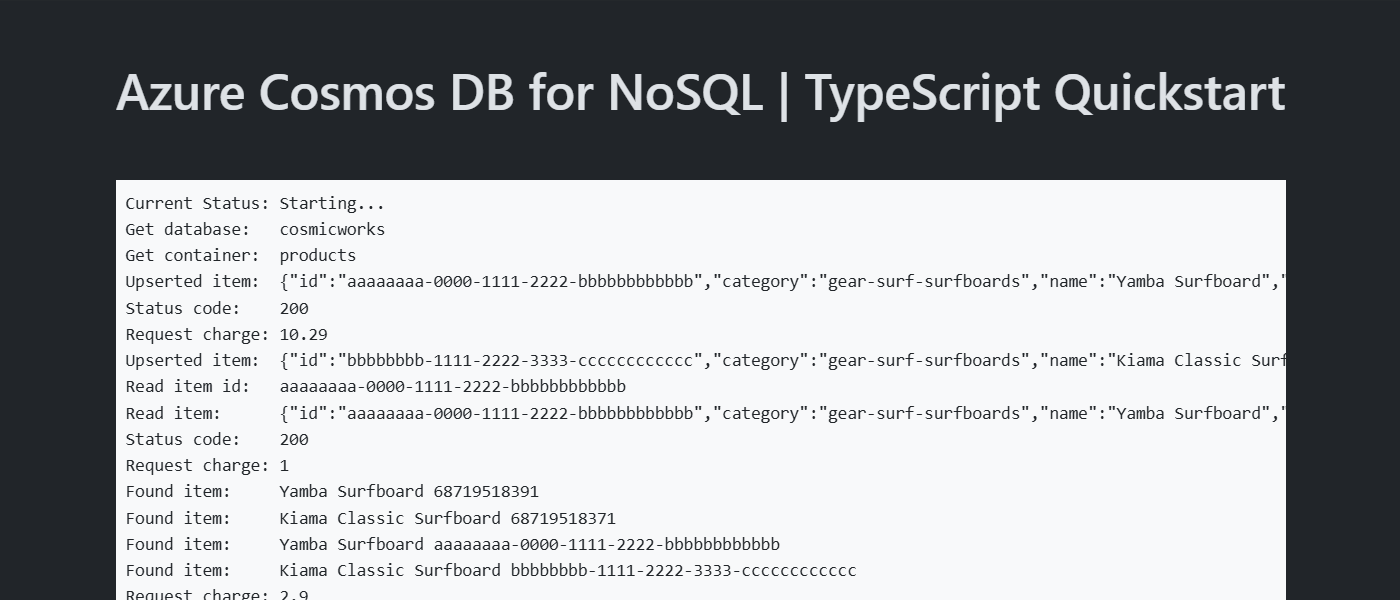 Azure Cosmos DB for NoSQL | TypeScript Quickstart
Current Status: Starting...
Get database:   cosmicworks
Get container:  products
Upserted item:  {"id":"aaaaaaaa-0000-1111-2222-bbbbbbbbbbbb","category":"gear-surf-surfboards","name":"Yamba Surfboard","
Status code:    200
Request charge: 10.29
Upserted item:  {"id":"bbbbbbbb-1111-2222-3333-cccccccccccc","category":"gear-surf-surfboards","name":"Kiama Classic Surf
Read item id:   aaaaaaaa-0000-1111-2222-bbbbbbbbbbbb
Read item:      {"id":"aaaaaaaa-0000-1111-2222-bbbbbbbbbbbb","category":"gear-surf-surfboards","name":"Yamba Surfboard","
Status code:    200
Request charge: 1
Found item:     Yamba Surfboard 68719518391
Found item:     Kiama Classic Surfboard 68719518371
Found item:     Yamba Surfboard aaaaaaaa-0000-1111-2222-bbbbbbbbbbbb
Found item:     Kiama Classic Surfboard bbbbbbbb-1111-2222-3333-cccccccccccc
Request charge: 2.9